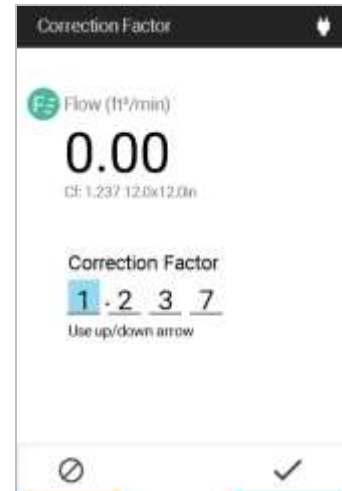 Correction Factor
Flow (ft³/min)
0.00
Cf: 1.237 12.0x12.0in
Correction Factor
1.237
Use up/down arrow